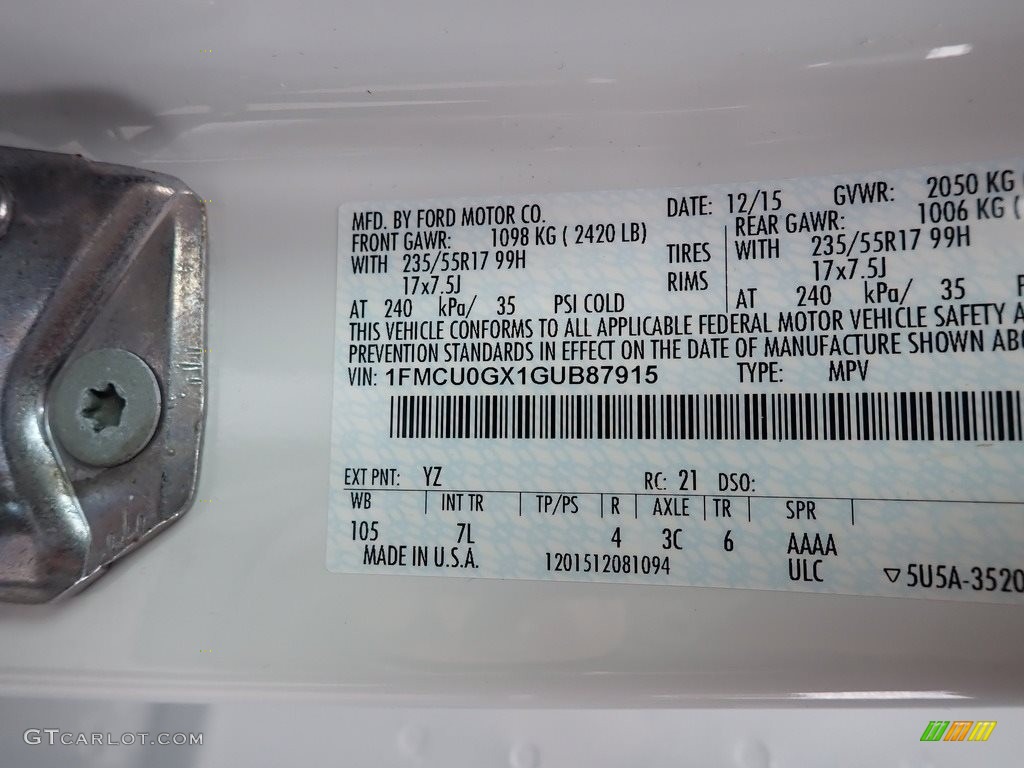 MFD. BY FORD MOTOR CO. DATE: 12/15 GVWR: 2050 KG
FRONT GAWR: 1098 KG ( 2420 LB) REAR GAWR: 1006 KG (
WITH 235/55R17 99H TIRES WITH 235/55R17 99H
17x7.5J RIMS 17x7.5J
AT 240 kPa/ 35 PSI COLD AT 240 kPa/ 35
THIS VEHICLE CONFORMS TO ALL APPLICABLE FEDERAL MOTOR VEHICLE SAFETY
PREVENTION STANDARDS IN EFFECT ON THE DATE OF MANUFACTURE SHOWN
VIN: 1FMCU0GX1GUB87915 TYPE: MPV
EXT PNT: YZ RC: 21 DSO:
WB INT TR TP/PS R AXLE TR SPR
105 7L 4 3C 6 AAAA
MADE IN U.S.A. 1201512081094 ULC ▽5U5A-3520
GTCARLOT.COM